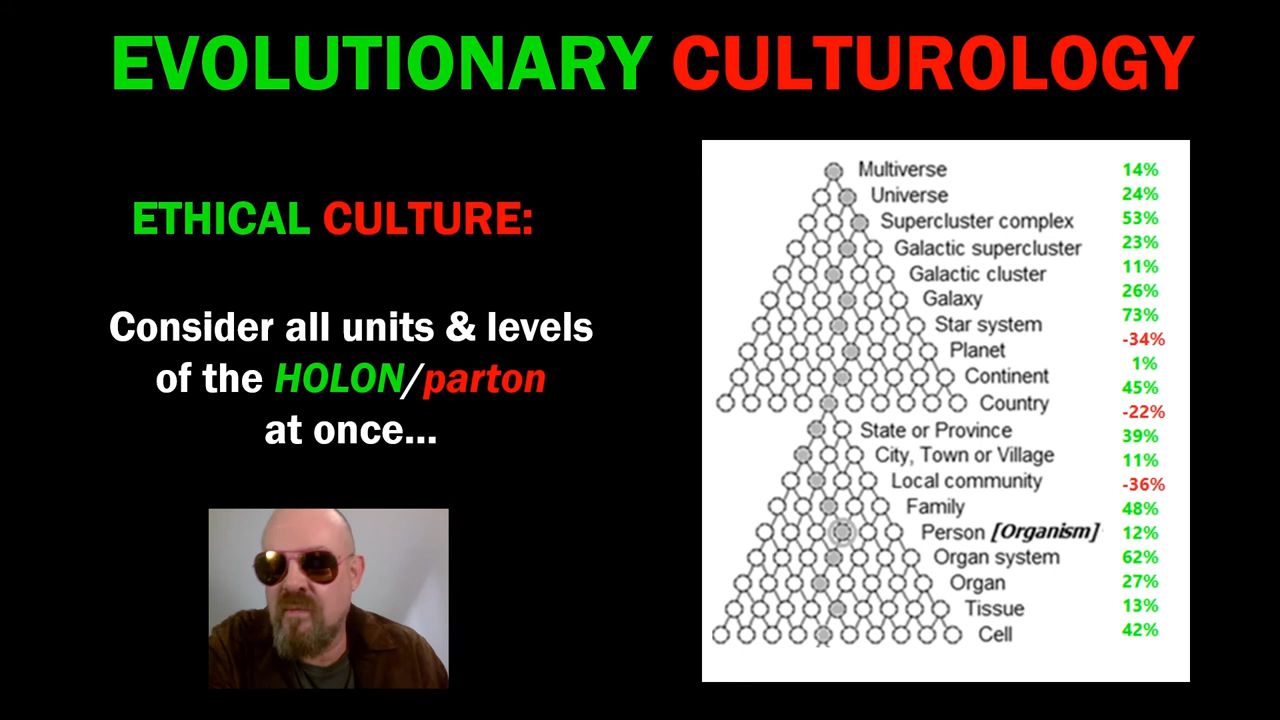 EVOLUTIONARY CULTUROLOGY
ETHICAL CULTURE:
Consider all units & levels
of the HOLON/parton
at once...
Multiverse 14%
Universe 24%
Supercluster complex 53%
Galactic supercluster 23%
Galactic cluster 11%
Galaxy 26%
Star system 73%
Planet -34%
Continent 1%
Country 45%
-22%
State or Province 39%
City, Town or Village 11%
Local community -36%
Family 48%
Person [Organism] 12%
Organ system 62%
Organ 27%
Tissue 13%
Cell 42%